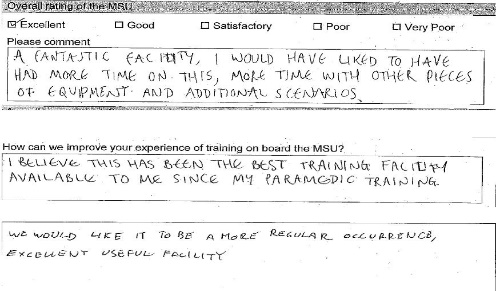 Overall rating of the MSU
☑ Excellent ☐ Good ☐ Satisfactory ☐ Poor ☐ Very Poor
Please comment
A FANTASTIC FACILITY, I WOULD HAVE LIKED TO HAVE
HAD MORE TIME ON THIS, MORE TIME WITH OTHER PIECES
OF EQUIPMENT AND ADDITIONAL SCENARIOS.
How can we improve your experience of training on board the MSU?
I BELIEVE THIS HAS BEEN THE BEST TRAINING FACILITY
AVAILABLE TO ME SINCE MY PARAMEDIC TRAINING
WE WOULD LIKE IT TO BE A MORE REGULAR OCCURRENCE,
EXCELLENT USEFUL FACILITY